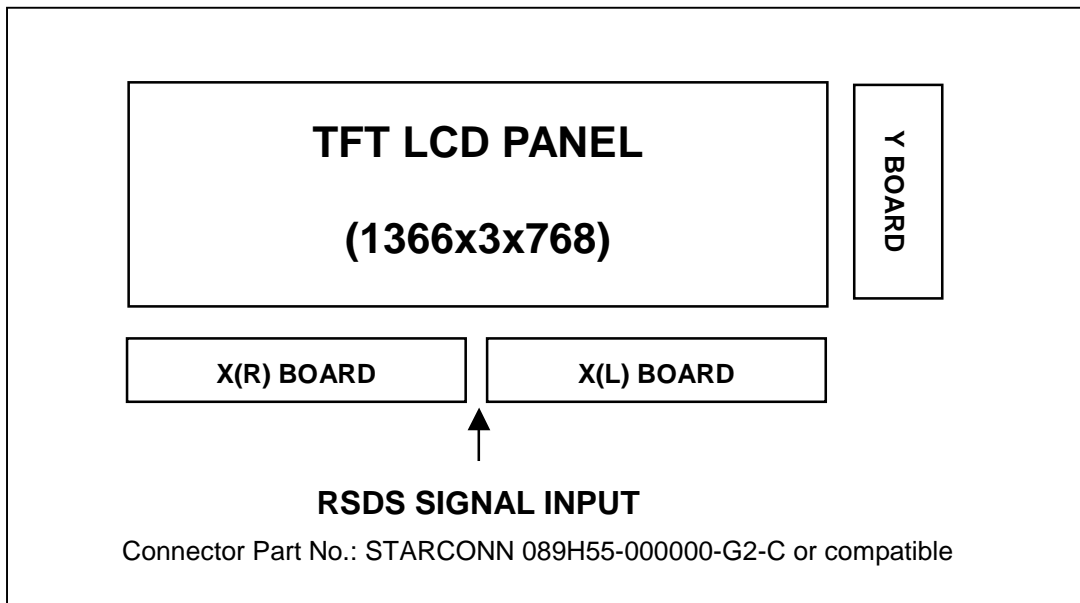 TFT LCD PANEL
(1366x3x768)
Y BOARD
X(R) BOARD
X(L) BOARD
RSDS SIGNAL INPUT
Connector Part No.: STARCONN 089H55-000000-G2-C or compatible